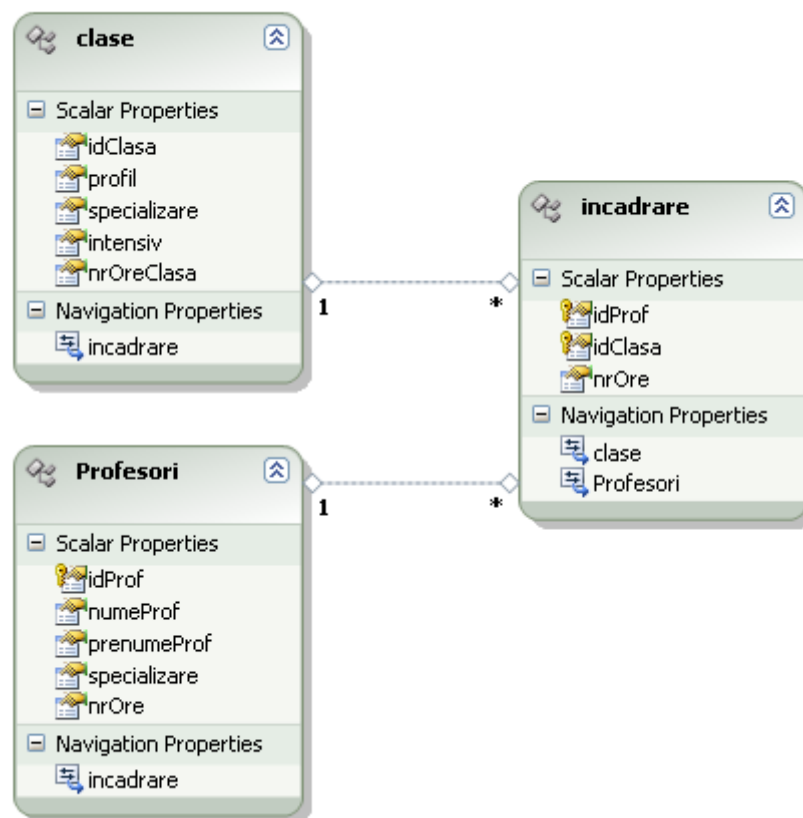 clase
Scalar Properties
idClasa
profil
specializare
intensiv
nrOreClasa
Navigation Properties
incadrare
1
*
incadrare
Scalar Properties
idProf
idClasa
nrOre
Navigation Properties
clase
Profesori
Profesori
Scalar Properties
idProf
numeProf
prenumeProf
specializare
nrOre
Navigation Properties
incadrare
1
*